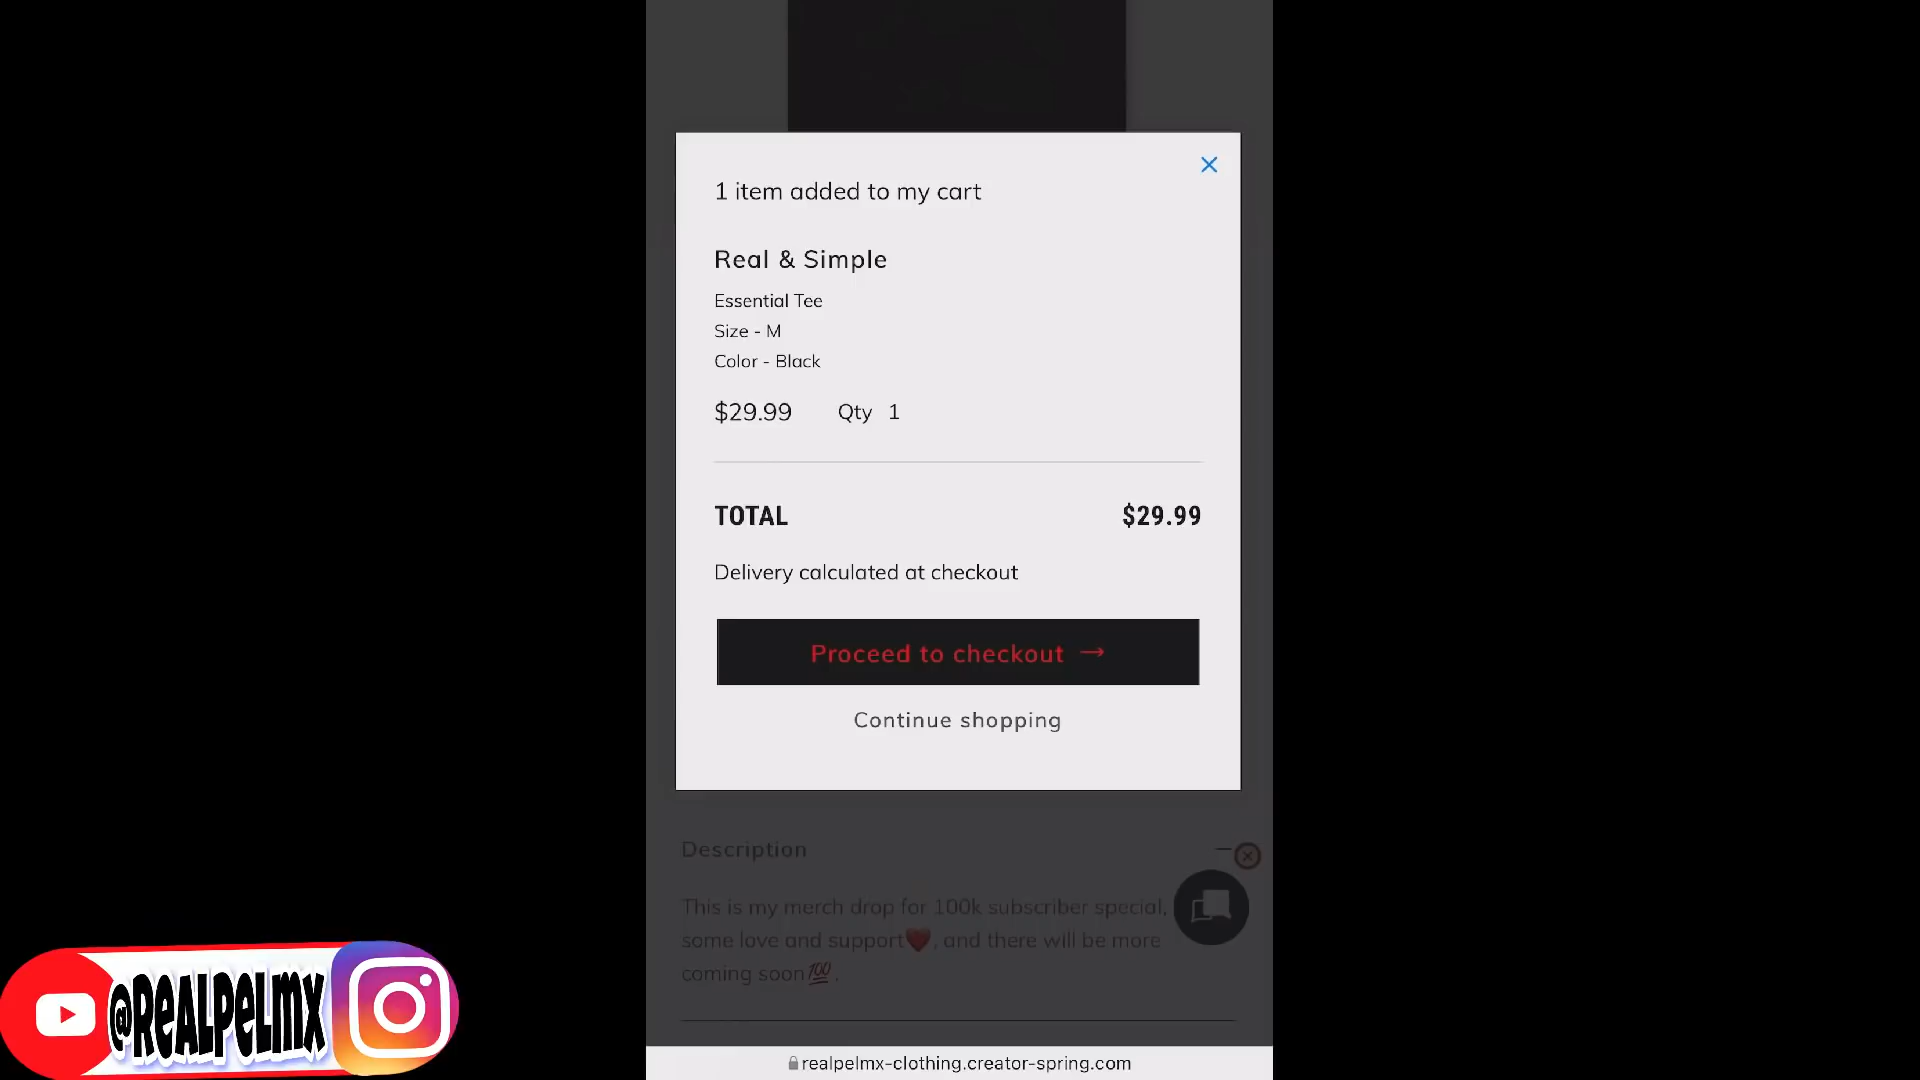 1 item added to my cart
Real & Simple
Essential Tee
Size - M
Color - Black
$29.99 Qty 1
TOTAL $29.99
Delivery calculated at checkout
Proceed to checkout →
Continue shopping
Description
This is my merch drop for 100k subscriber special,
some love and support❤️, and there will be more
coming soon💯.
@REALPELMX
realpelmx-clothing.creator-spring.com